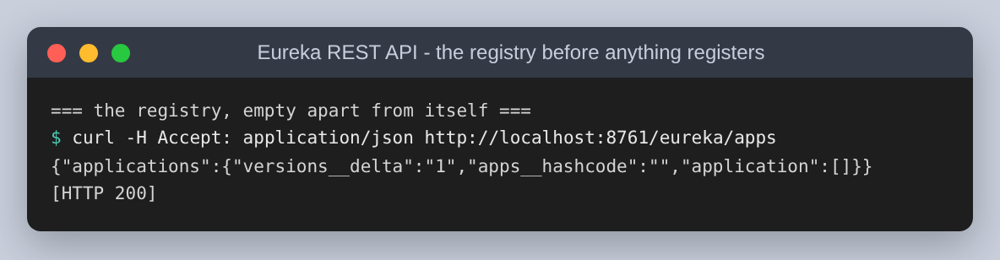 Eureka REST API - the registry before anything registers
=== the registry, empty apart from itself ===
$ curl -H Accept: application/json http://localhost:8761/eureka/apps
{"applications":{"versions__delta":"1","apps__hashcode":"","application":[]}}
[HTTP 200]